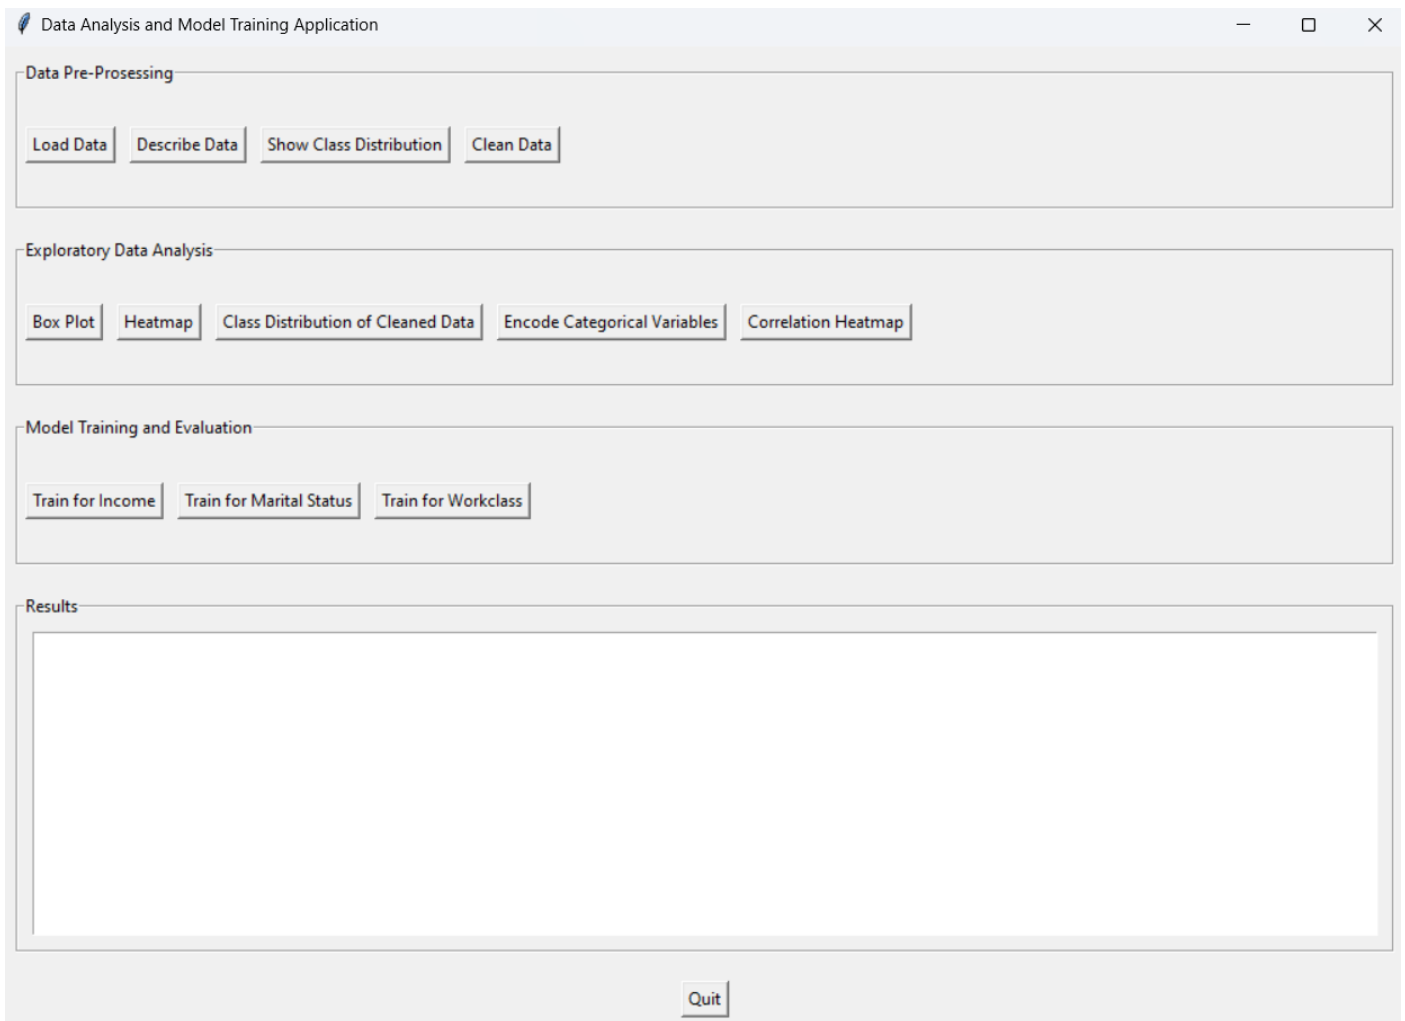 Data Analysis and Model Training Application
Data Pre-Prosessing
Load Data Describe Data Show Class Distribution Clean Data
Exploratory Data Analysis
Box Plot Heatmap Class Distribution of Cleaned Data Encode Categorical Variables Correlation Heatmap
Model Training and Evaluation
Train for Income Train for Marital Status Train for Workclass
Results
Quit